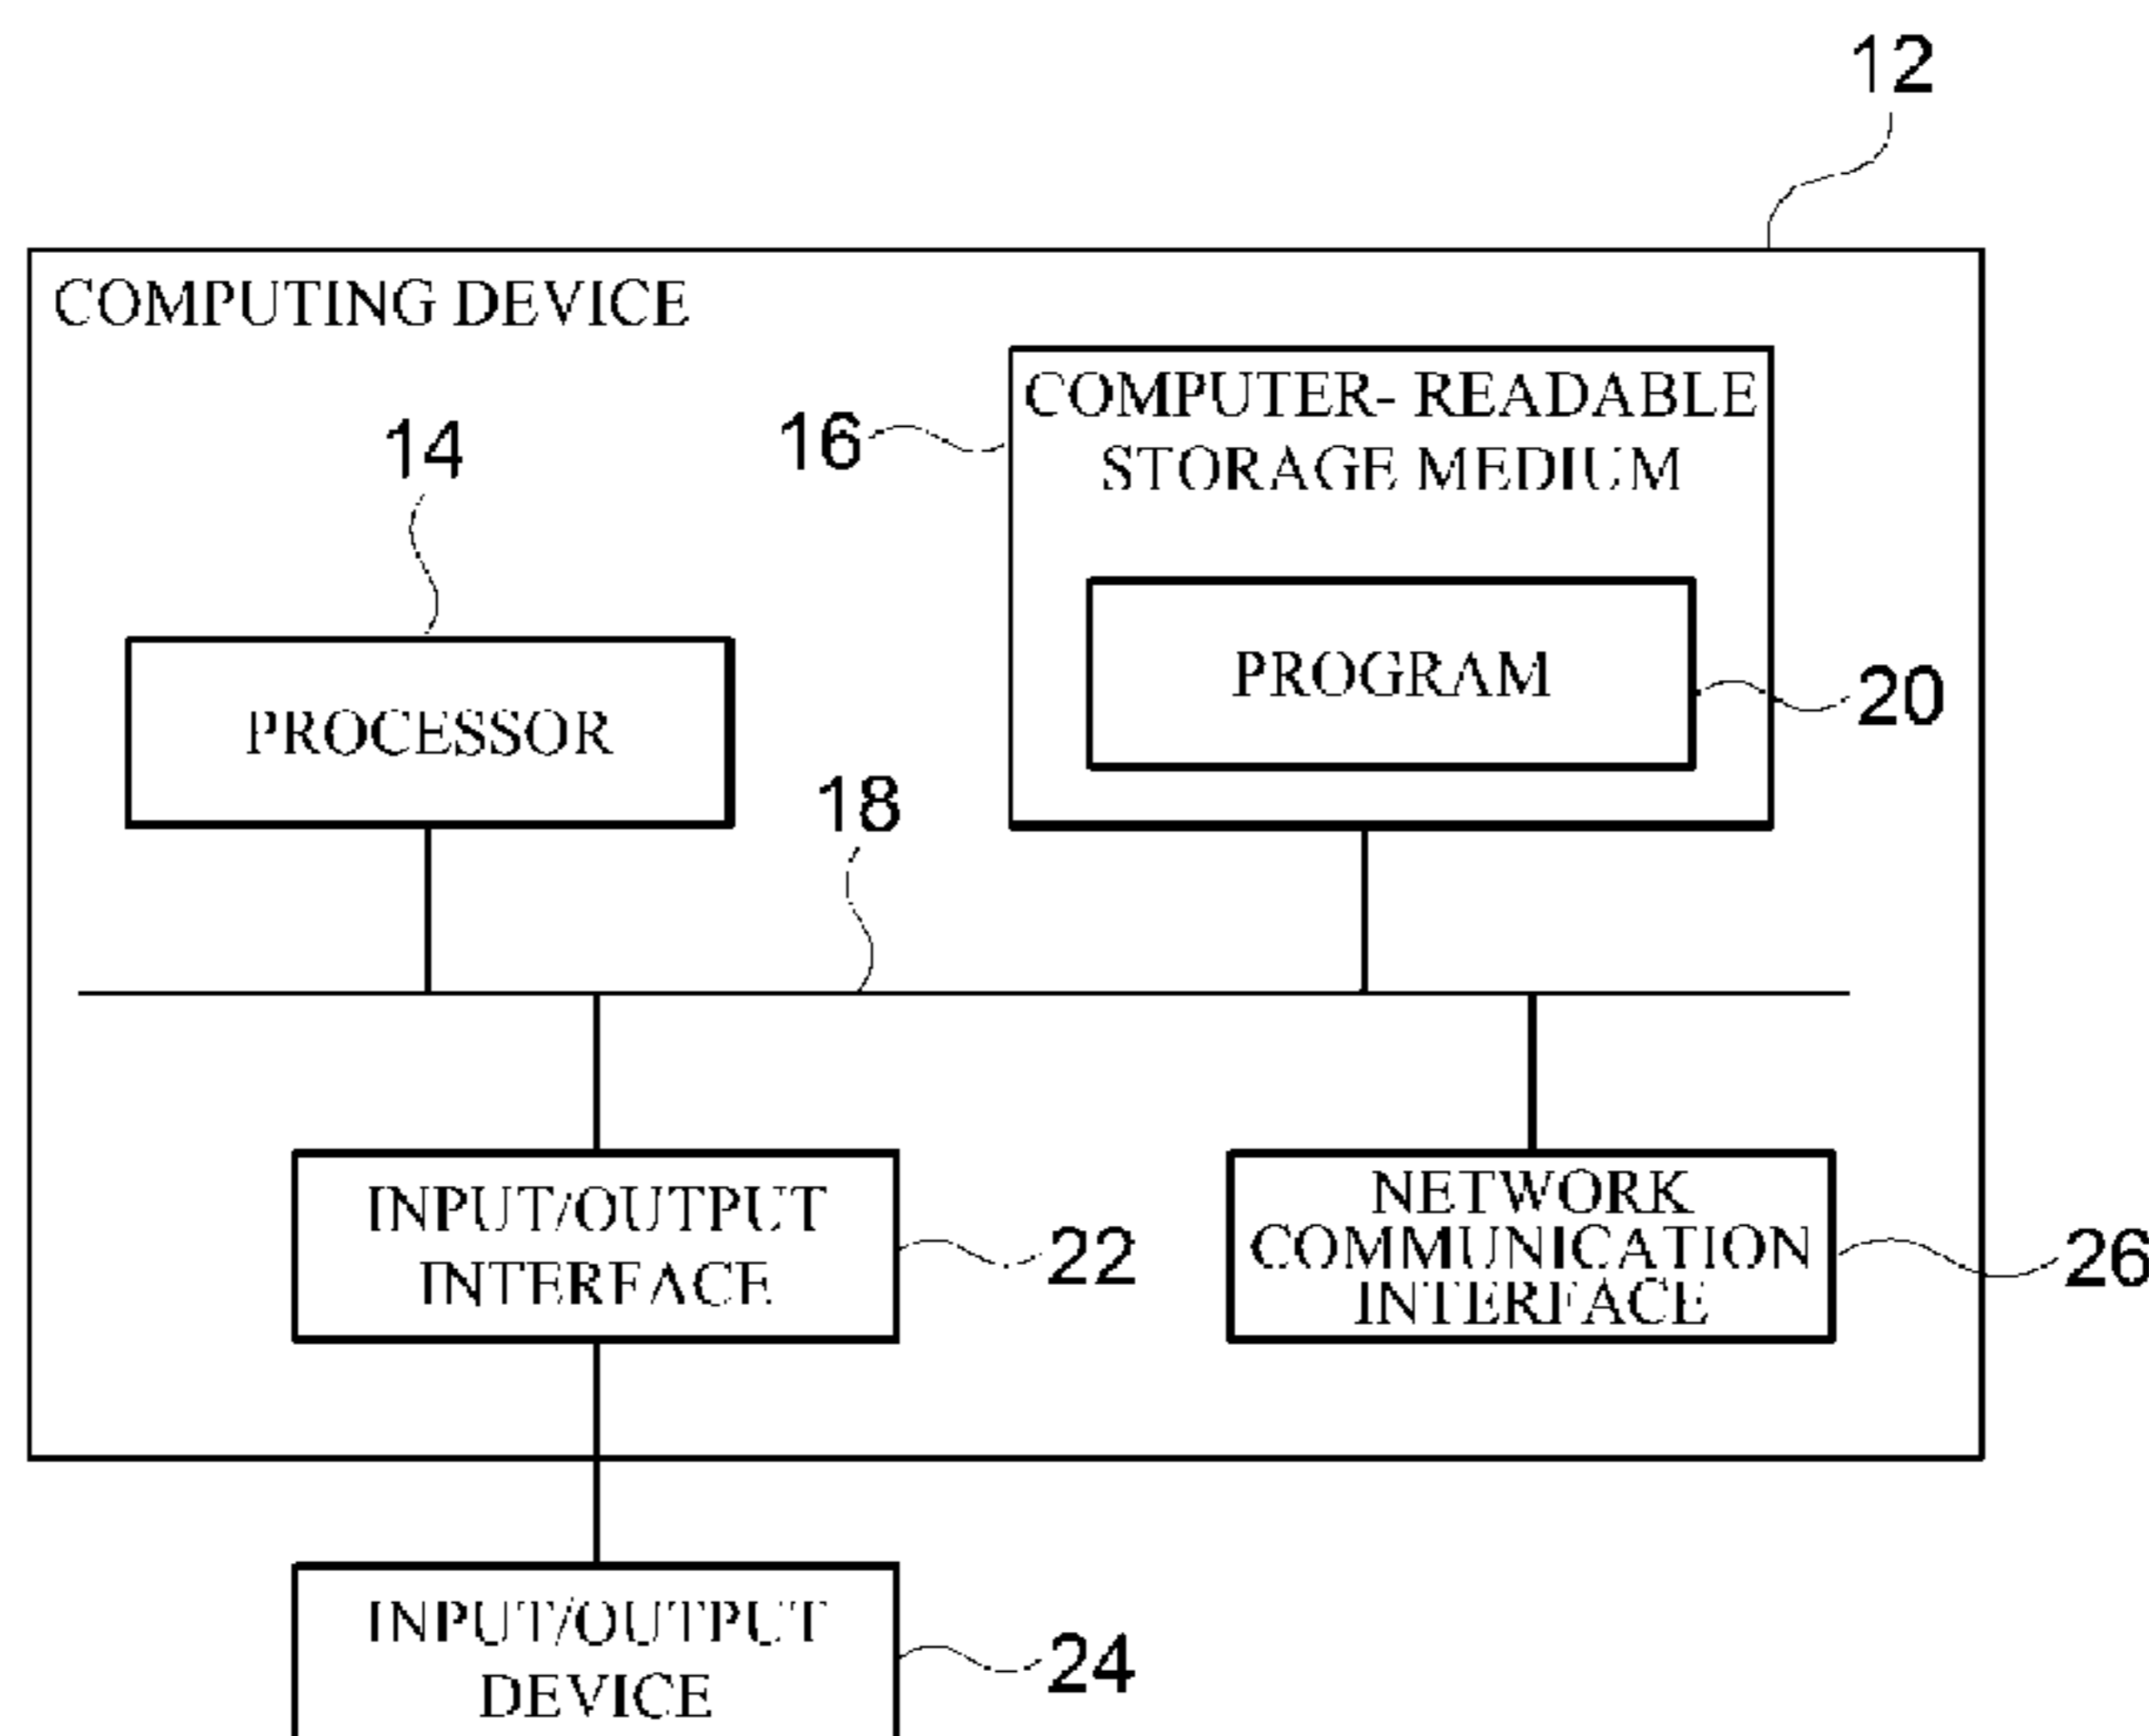 12
COMPUTING DEVICE
COMPUTER- READABLE
STORAGE MEDIUM
16
14
PROGRAM
20
PROCESSOR
18
INPUT/OUTPUT
INTERFACE
22
NETWORK
COMMUNICATION
INTERFACE
26
INPUT/OUTPUT
DEVICE
24